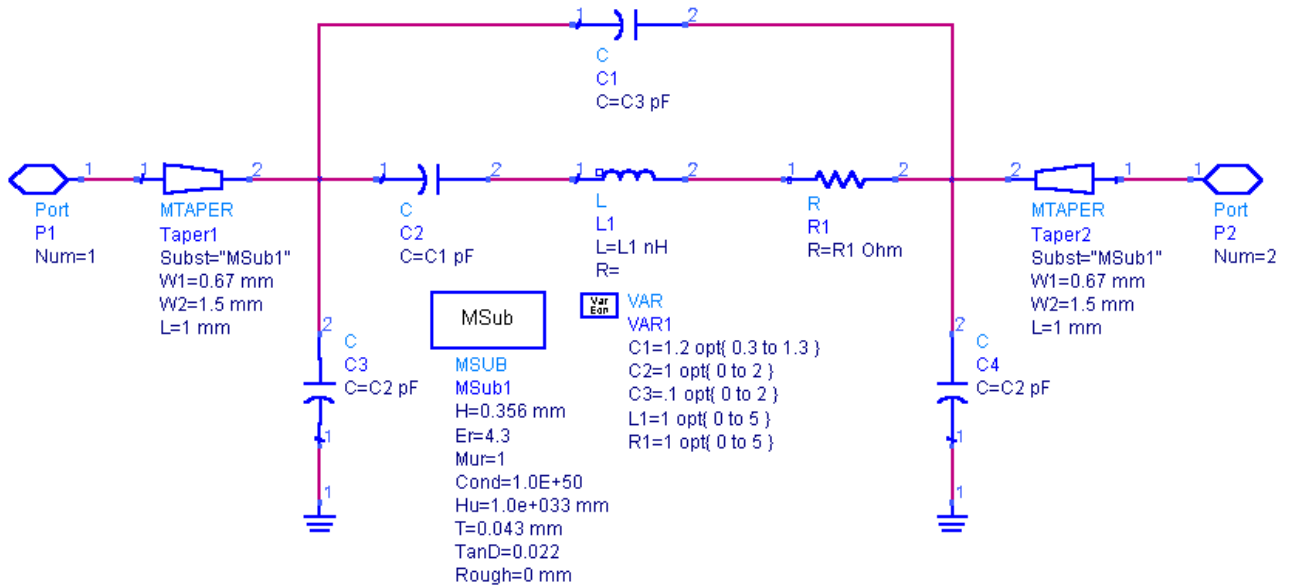 1
2
C
C1
C=C3 pF
1
1
2
1
2
1
2
1
2
2
1
1
Port
P1
Num=1
MTAPER
Taper1
Subst="MSub1"
W1=0.67 mm
W2=1.5 mm
L=1 mm
C
C2
C=C1 pF
L
L1
L=L1 nH
R=
R
R1
R=R1 Ohm
MTAPER
Taper2
Subst="MSub1"
W1=0.67 mm
W2=1.5 mm
L=1 mm
Port
P2
Num=2
2
C
C3
C=C2 pF
1
1
MSub
MSUB
MSub1
H=0.356 mm
Er=4.3
Mur=1
Cond=1.0E+50
Hu=1.0e+033 mm
T=0.043 mm
TanD=0.022
Rough=0 mm
Var
Eqn
VAR
VAR1
C1=1.2 opt{ 0.3 to 1.3 }
C2=1 opt{ 0 to 2 }
C3=.1 opt{ 0 to 2 }
L1=1 opt{ 0 to 5 }
R1=1 opt{ 0 to 5 }
2
C
C4
C=C2 pF
1
1